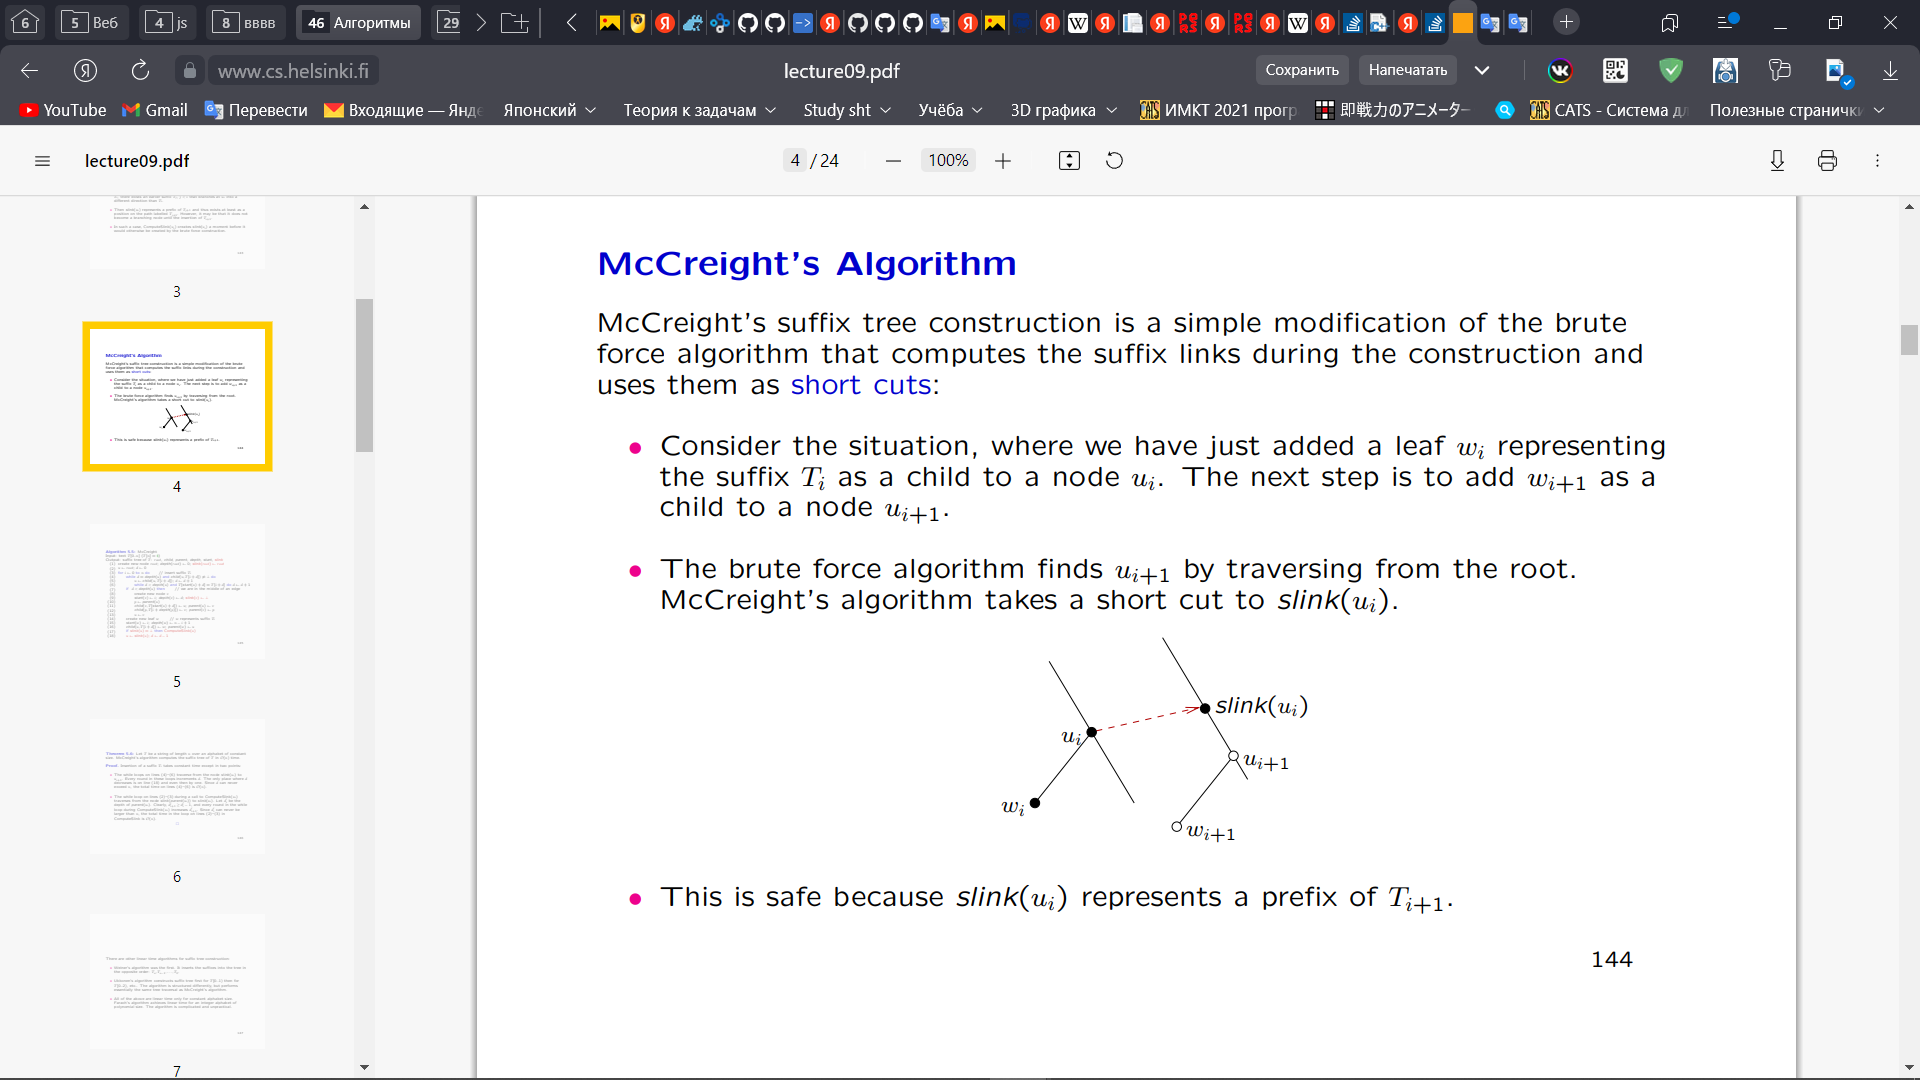 6
5 Веб
4 js
8 вввв
46 Алгоритмы
29
www.cs.helsinki.fi
lecture09.pdf
Сохранить
Напечатать
YouTube
Gmail
Перевести
Входящие — Янде
Японский
Теория к задачам
Study sht
Учёба
3D графика
ИМКТ 2021 прогр
即戦力のアニメーター
CATS - Система дл
Полезные странички
lecture09.pdf
4 / 24
100%
3
4
5
6
7
McCreight's Algorithm
McCreight's suffix tree construction is a simple modification of the brute
force algorithm that computes the suffix links during the construction and
uses them as short cuts:
• Consider the situation, where we have just added a leaf wᵢ representing
the suffix Tᵢ as a child to a node uᵢ. The next step is to add wᵢ₊₁ as a
child to a node uᵢ₊₁.
• The brute force algorithm finds uᵢ₊₁ by traversing from the root.
McCreight's algorithm takes a short cut to slink(uᵢ).
slink(uᵢ)
uᵢ
uᵢ₊₁
wᵢ
wᵢ₊₁
• This is safe because slink(uᵢ) represents a prefix of Tᵢ₊₁.
144